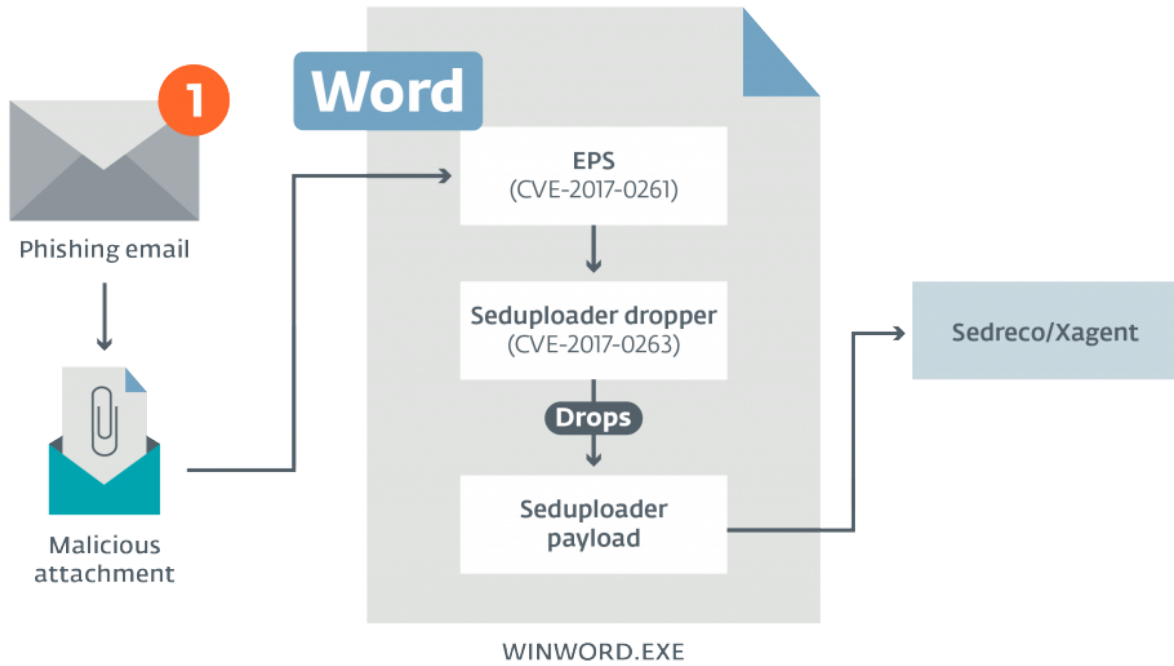 1
Phishing email
Malicious
attachment
Word
EPS
(CVE-2017-0261)
Seduploader dropper
(CVE-2017-0263)
Drops
Seduploader
payload
WINWORD.EXE
Sedreco/Xagent